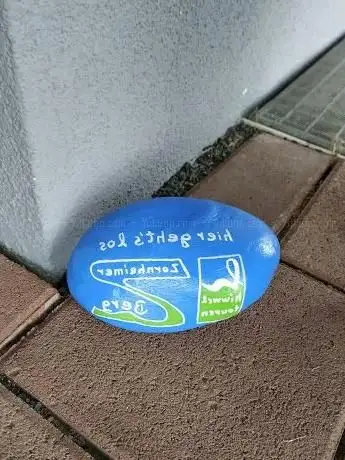 hier geht's los
Zornheimer
Berg
hiwwel
touren